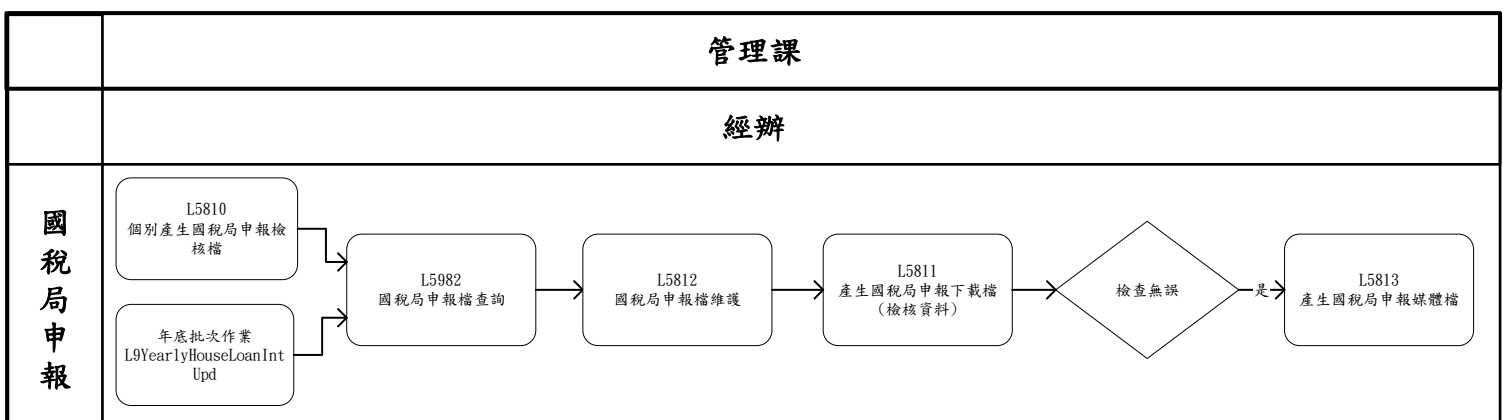 管理課
經辦
國
稅
局
申
報
L5810
個別產生國稅局申報檢
核檔
年底批次作業
L9YearlyHouseLoanInt
Upd
L5982
國稅局申報檔查詢
L5812
國稅局申報檔維護
L5811
產生國稅局申報下載檔
(檢核資料)
檢查無誤
是
L5813
產生國稅局申報媒體檔